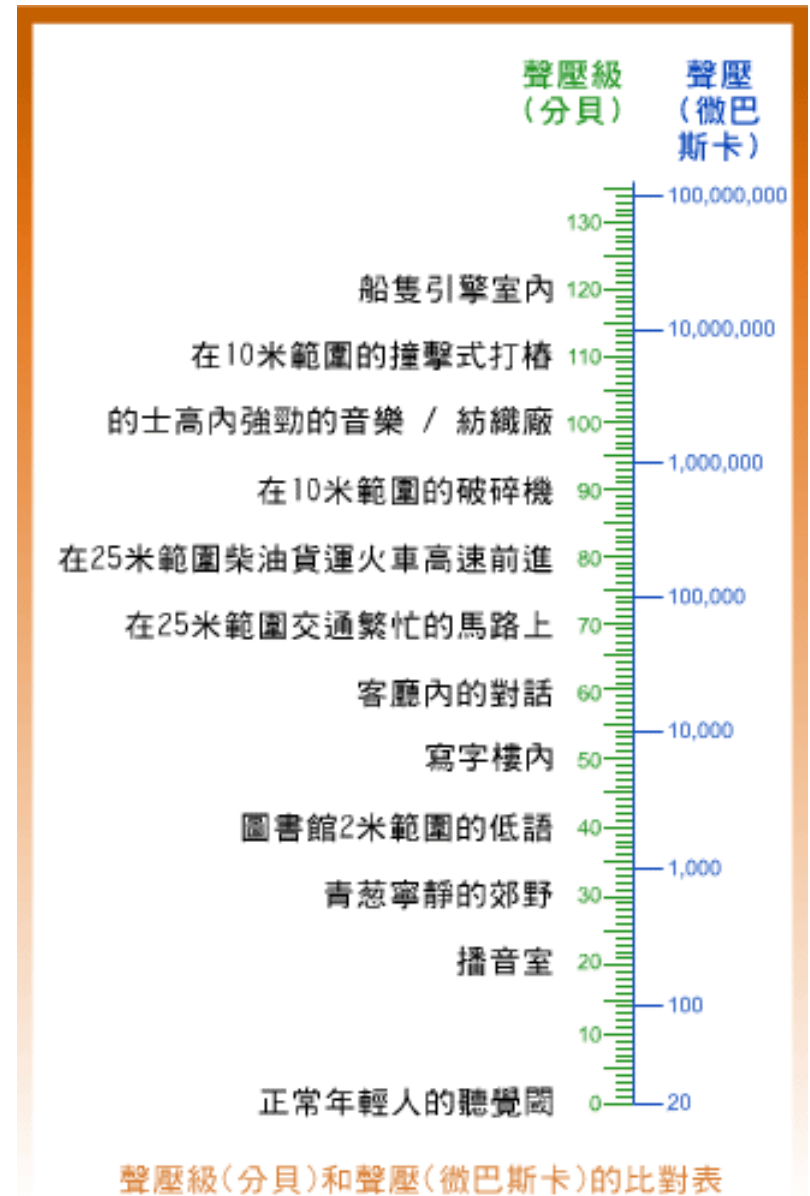 聲壓級
(分貝)
聲壓
(微巴
斯卡)
100,000,000
130
船隻引擎室內 120
10,000,000
在10米範圍的撞擊式打樁 110
的士高內強勁的音樂 / 紡織廠 100
1,000,000
在10米範圍的破碎機 90
在25米範圍柴油貨運火車高速前進 80
100,000
在25米範圍交通繁忙的馬路上 70
客廳內的對話 60
10,000
寫字樓內 50
圖書館2米範圍的低語 40
1,000
青葱寧靜的郊野 30
播音室 20
100
10
正常年輕人的聽覺閾 0 20
聲壓級(分貝)和聲壓(微巴斯卡)的比對表